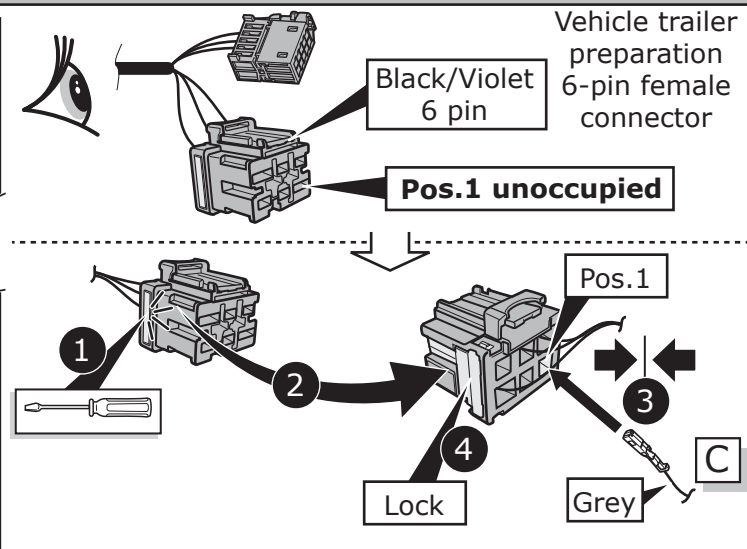 Vehicle trailer
preparation
6-pin female
connector
Black/Violet
6 pin
Pos.1 unoccupied
Pos.1
1
2
3
4
C
Lock
Grey